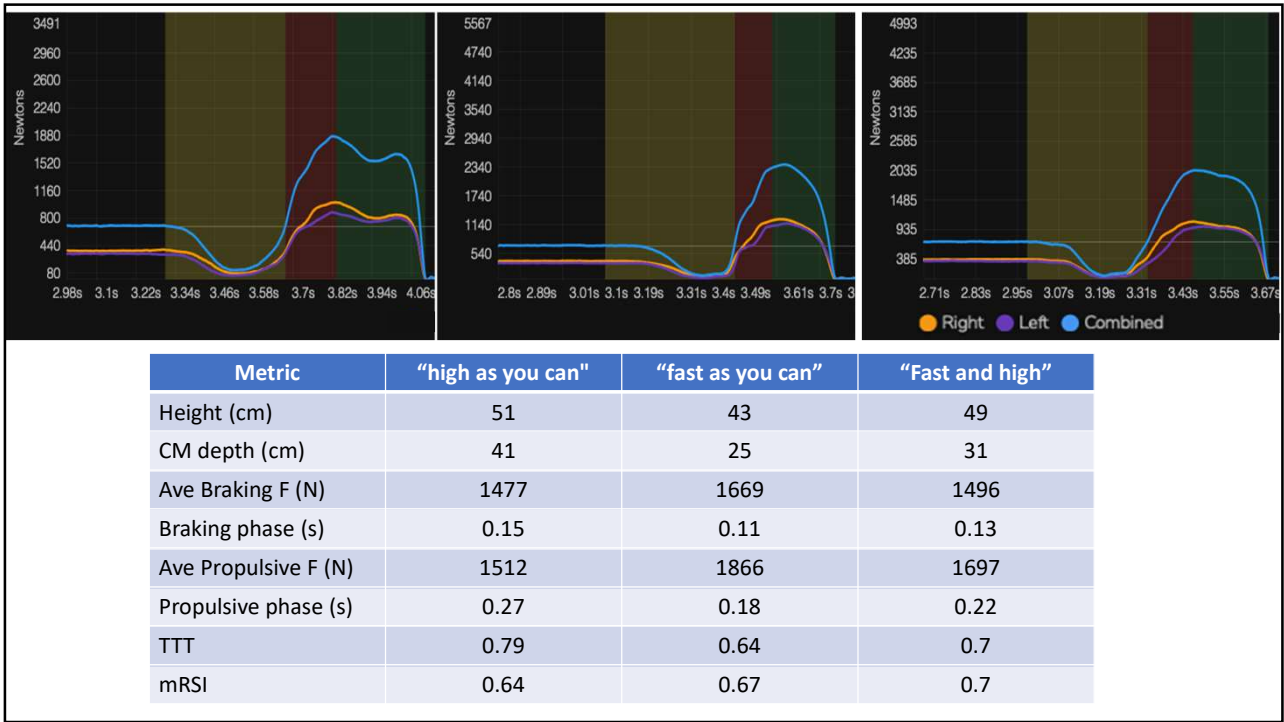 3491
2960
2600
2240
1880
1520
1160
800
440
80
Newtons
2.98s 3.1s 3.22s 3.34s 3.46s 3.58s 3.7s 3.82s 3.94s 4.06s
5567
4740
4140
3540
2940
2340
1740
1140
540
2.8s 2.89s 3.01s 3.1s 3.19s 3.31s 3.4s 3.49s 3.61s 3.7s 3
4993
4235
3685
3135
2585
2035
1485
935
385
Newtons
2.71s 2.83s 2.95s 3.07s 3.19s 3.31s 3.43s 3.55s 3.67s
Right Left Combined
Metric “high as you can" “fast as you can” “Fast and high”
Height (cm) 51 43 49
CM depth (cm) 41 25 31
Ave Braking F (N) 1477 1669 1496
Braking phase (s) 0.15 0.11 0.13
Ave Propulsive F (N) 1512 1866 1697
Propulsive phase (s) 0.27 0.18 0.22
TTT 0.79 0.64 0.7
mRSI 0.64 0.67 0.7